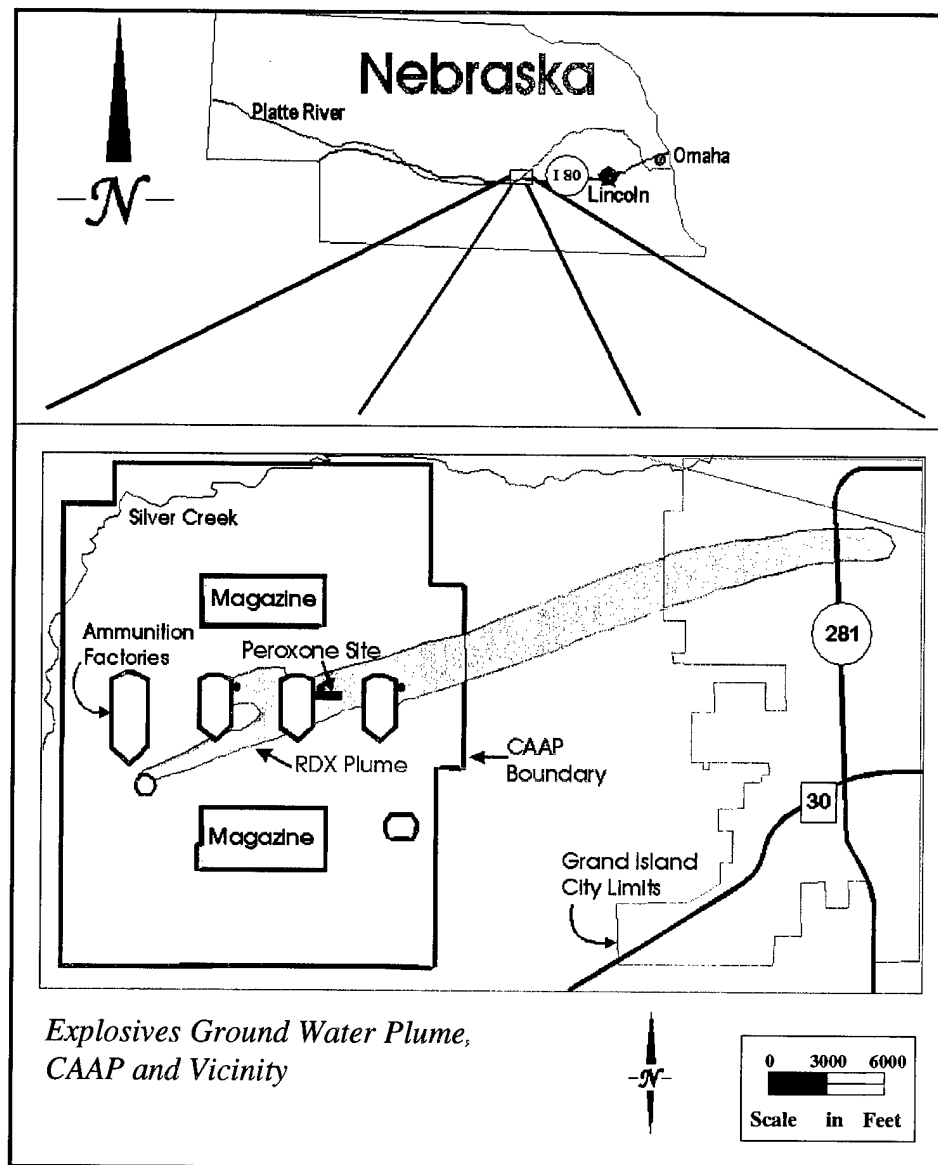 Nebraska
Platte River
Omaha
I 80
Lincoln
N
Silver Creek
Magazine
Ammunition
Factories
Peroxone Site
281
RDX Plume
CAAP
Boundary
30
Magazine
Grand Island
City Limits
Explosives Ground Water Plume,
CAAP and Vicinity
N
0 3000 6000
Scale in Feet